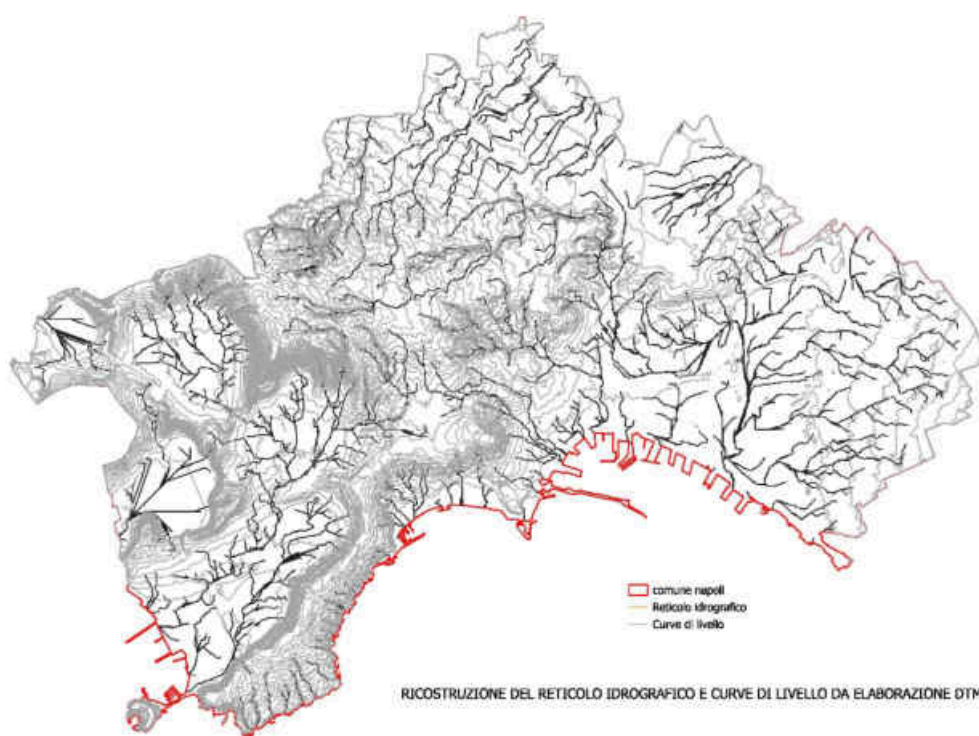 comune napoli
Reticolo Idrografico
Curve di livello
RICOSTRUZIONE DEL RETICOLO IDROGRAFICO E CURVE DI LIVELLO DA ELABORAZIONE DTM